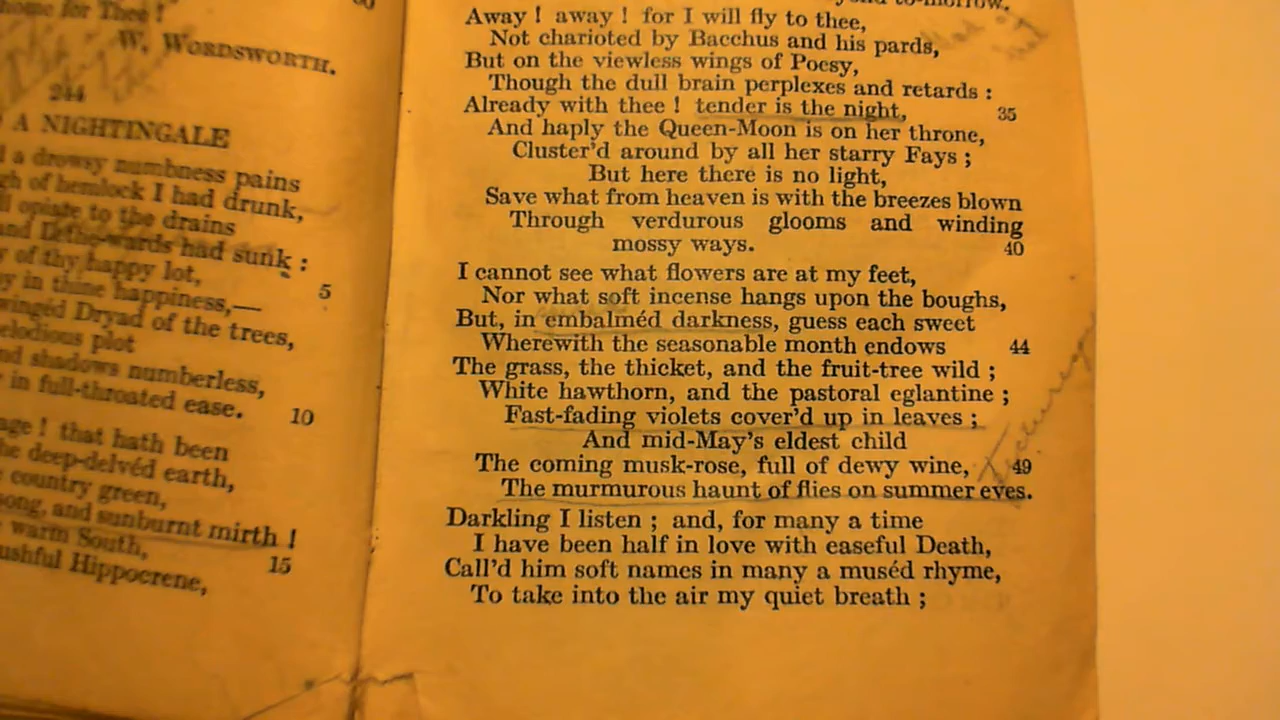 home for Thee !
W. WORDSWORTH.
244
A NIGHTINGALE
a drowsy numbness pains
of hemlock I had drunk,
opiate to the drains
and Lethe-wards had sunk :
of thy happy lot,
5
in thine happiness,—
wingéd Dryad of the trees,
plot
shadows numberless,
in full-throated ease.
10
! that hath been
deep-delvéd earth,
country green,
song, and sunburnt mirth !
warm South,
15
Hippocrene,
to-morrow.
Away ! away ! for I will fly to thee,
Not charioted by Bacchus and his pards,
But on the viewless wings of Poesy,
Though the dull brain perplexes and retards :
Already with thee ! tender is the night,
35
And haply the Queen-Moon is on her throne,
Cluster'd around by all her starry Fays ;
But here there is no light,
Save what from heaven is with the breezes blown
Through verdurous glooms and winding
mossy ways.
40
I cannot see what flowers are at my feet,
Nor what soft incense hangs upon the boughs,
But, in embalméd darkness, guess each sweet
Wherewith the seasonable month endows
44
The grass, the thicket, and the fruit-tree wild ;
White hawthorn, and the pastoral eglantine ;
Fast-fading violets cover'd up in leaves ;
And mid-May's eldest child
The coming musk-rose, full of dewy wine,
49
The murmurous haunt of flies on summer eves.
Darkling I listen ; and, for many a time
I have been half in love with easeful Death,
Call'd him soft names in many a muséd rhyme,
To take into the air my quiet breath ;